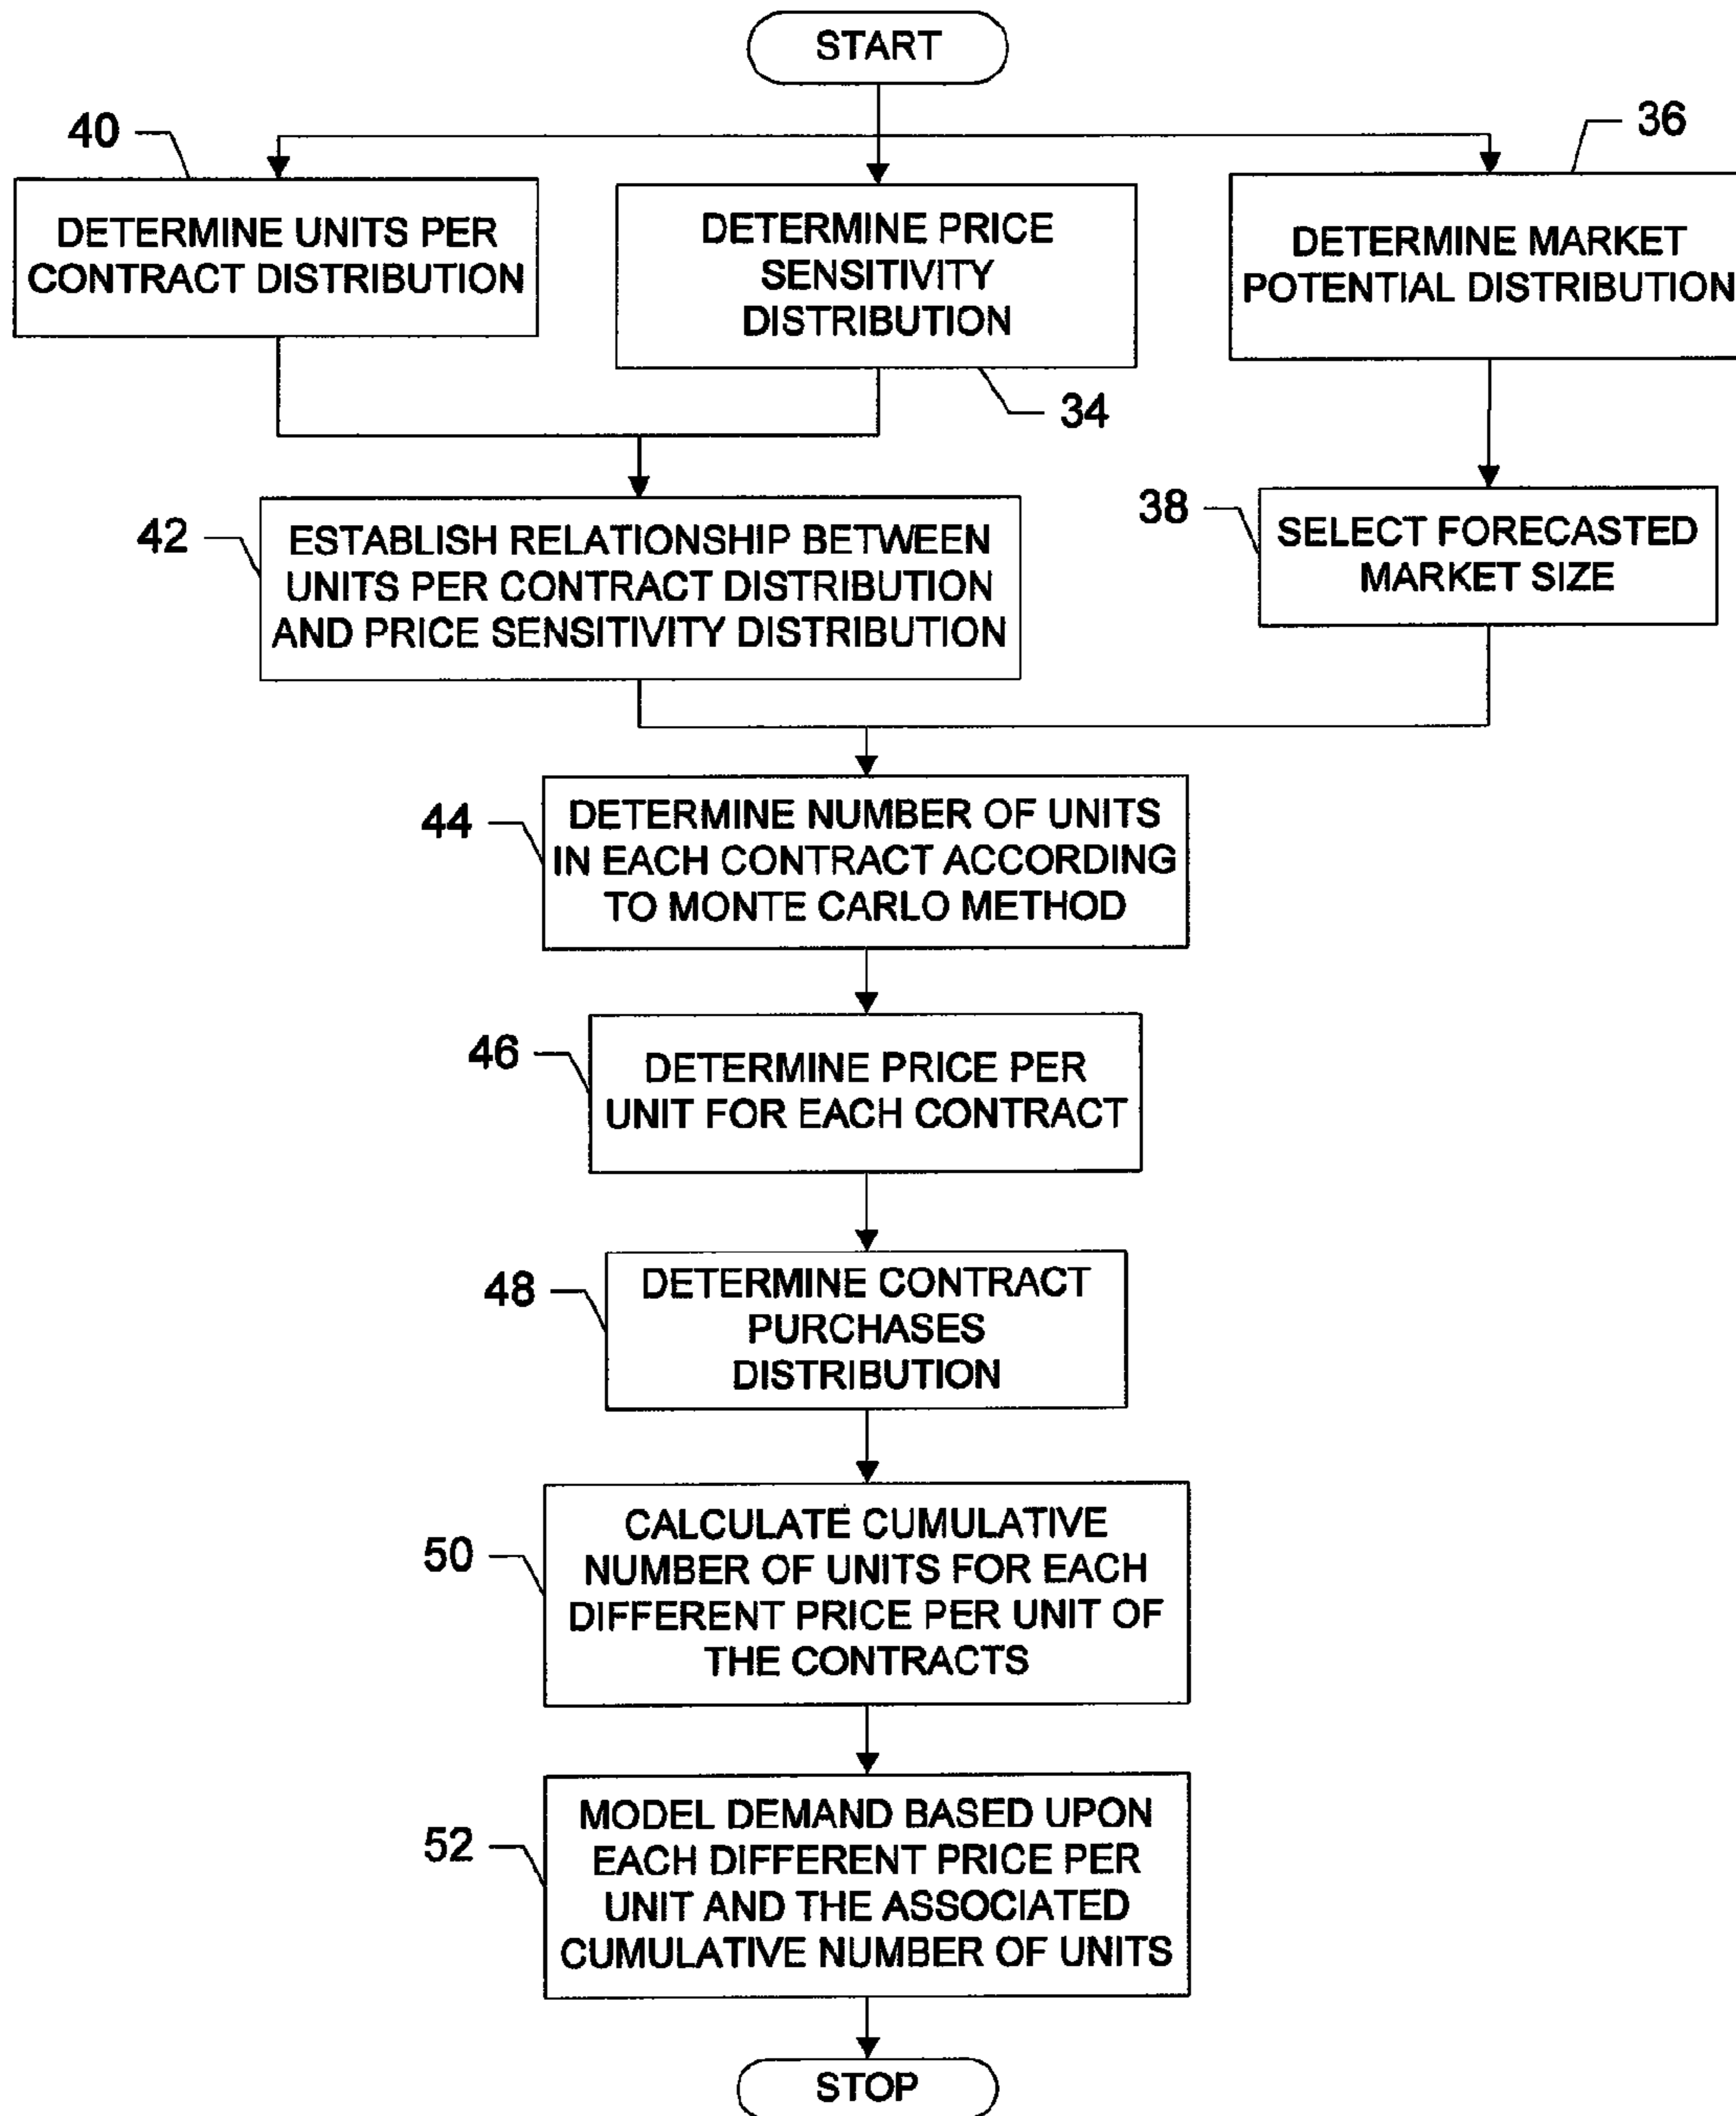 START
40
36
DETERMINE UNITS PER
CONTRACT DISTRIBUTION
DETERMINE PRICE
SENSITIVITY
DISTRIBUTION
DETERMINE MARKET
POTENTIAL DISTRIBUTION
34
42
ESTABLISH RELATIONSHIP BETWEEN
UNITS PER CONTRACT DISTRIBUTION
AND PRICE SENSITIVITY DISTRIBUTION
38
SELECT FORECASTED
MARKET SIZE
44
DETERMINE NUMBER OF UNITS
IN EACH CONTRACT ACCORDING
TO MONTE CARLO METHOD
46
DETERMINE PRICE PER
UNIT FOR EACH CONTRACT
48
DETERMINE CONTRACT
PURCHASES
DISTRIBUTION
50
CALCULATE CUMULATIVE
NUMBER OF UNITS FOR EACH
DIFFERENT PRICE PER UNIT OF
THE CONTRACTS
52
MODEL DEMAND BASED UPON
EACH DIFFERENT PRICE PER
UNIT AND THE ASSOCIATED
CUMULATIVE NUMBER OF UNITS
STOP